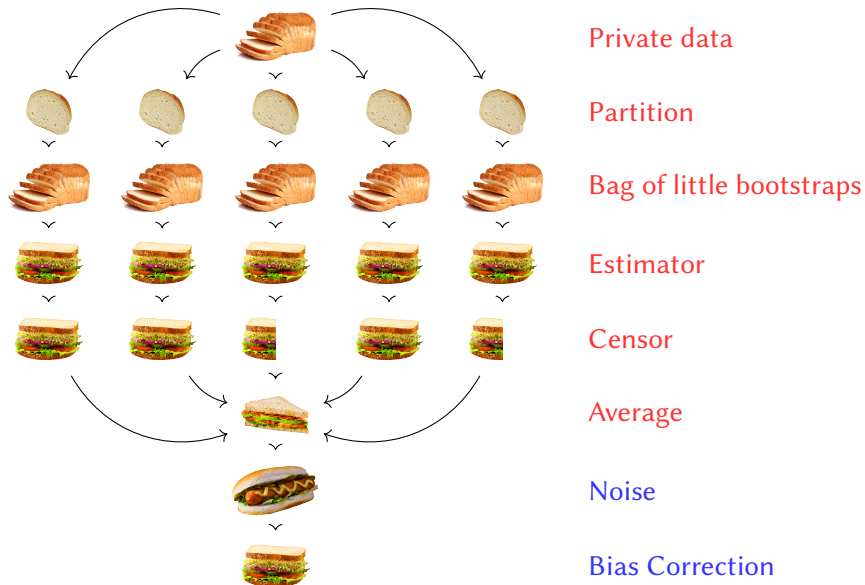 Private data
Partition
Bag of little bootstraps
Estimator
Censor
Average
Noise
Bias Correction